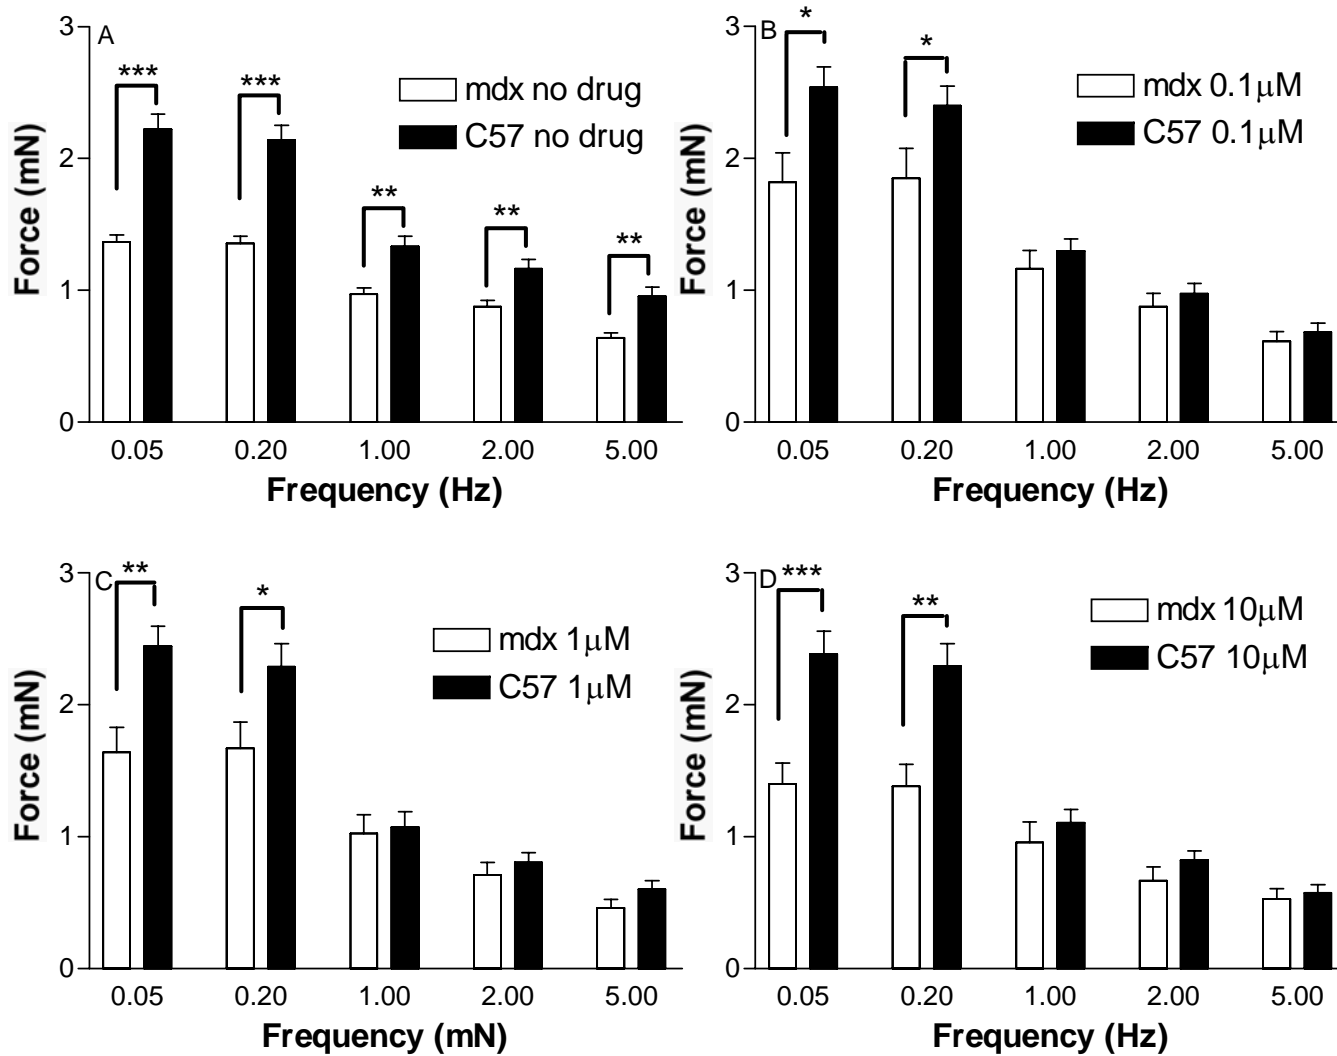 A
3
2
1
0
Force (mN)
***
***
**
**
**
mdx no drug
C57 no drug
0.05 0.20 1.00 2.00 5.00
Frequency (Hz)
B
3
2
1
0
Force (mN)
*
*
mdx 0.1μM
C57 0.1μM
0.05 0.20 1.00 2.00 5.00
Frequency (Hz)
C
3
2
1
0
Force (mN)
**
*
mdx 1μM
C57 1μM
0.05 0.20 1.00 2.00 5.00
Frequency (mN)
D
3
2
1
0
Force (mN)
***
**
mdx 10μM
C57 10μM
0.05 0.20 1.00 2.00 5.00
Frequency (Hz)